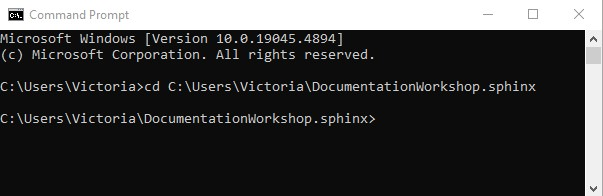 Command Prompt
Microsoft Windows [Version 10.0.19045.4894]
(c) Microsoft Corporation. All rights reserved.
C:\Users\Victoria>cd C:\Users\Victoria\DocumentationWorkshop.sphinx
C:\Users\Victoria\DocumentationWorkshop.sphinx>